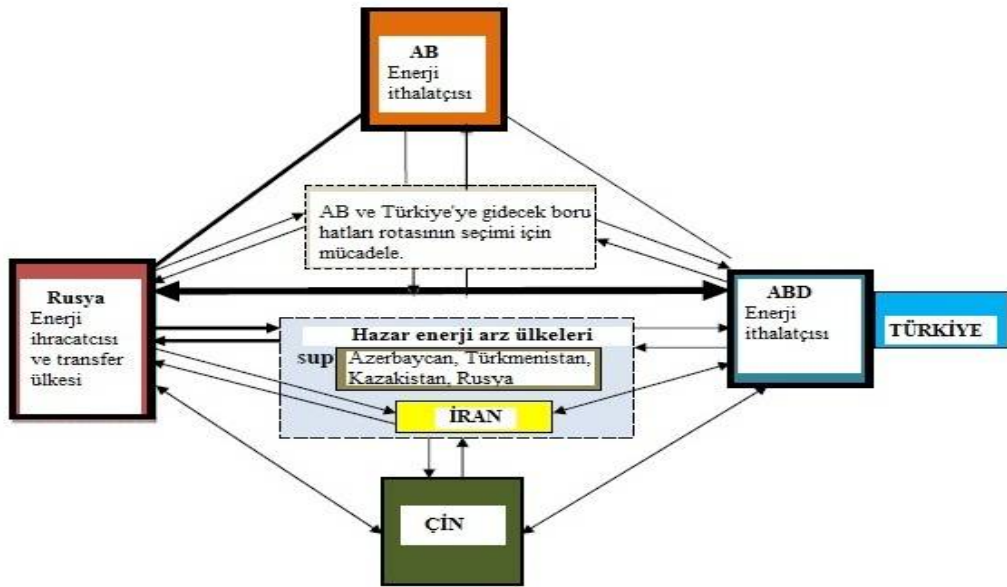 AB
Enerji
ithalatçısı
AB ve Türkiye'ye gidecek boru
hatları rotasının seçimi için
mücadele.
Rusya
Enerji
ihracatcısı
ve transfer
ülkesi
ABD
Enerji
ithalatçısı
TÜRKİYE
Hazar enerji arz ülkeleri
sup
Azerbaycan, Türkmenistan,
Kazakistan, Rusya
İRAN
ÇİN